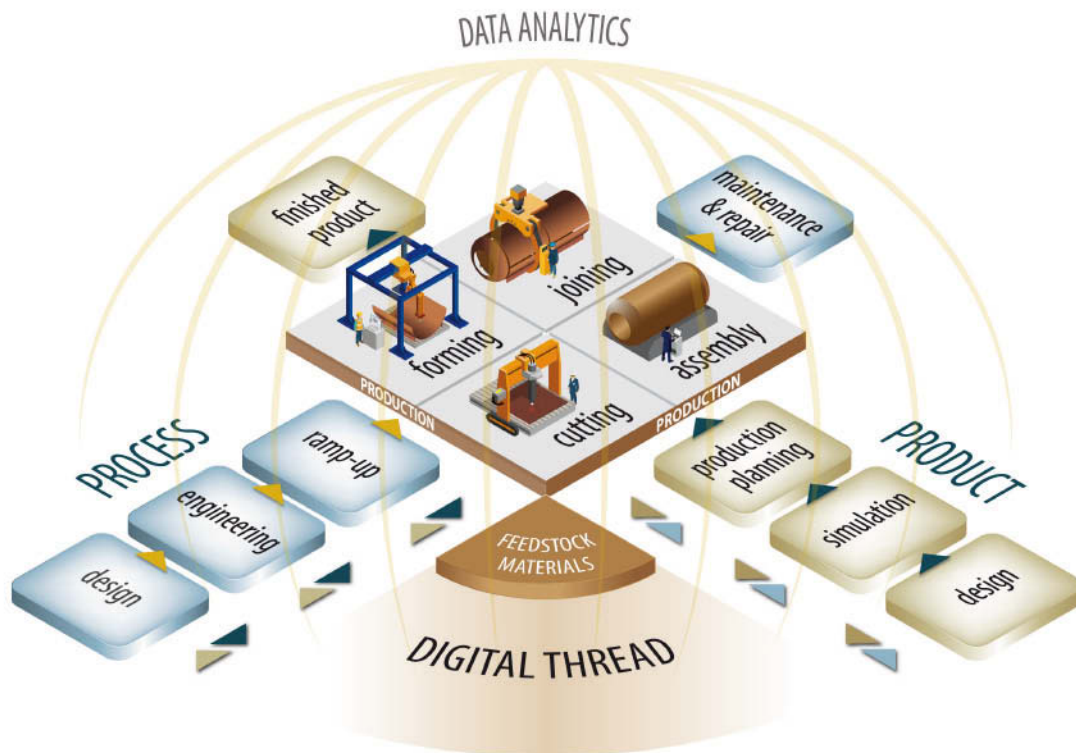 DATA ANALYTICS
finished
product
maintenance
& repair
joining
forming
assembly
cutting
PRODUCTION
PRODUCTION
PROCESS
ramp-up
engineering
design
PRODUCT
production
planning
simulation
design
FEEDSTOCK
MATERIALS
DIGITAL THREAD